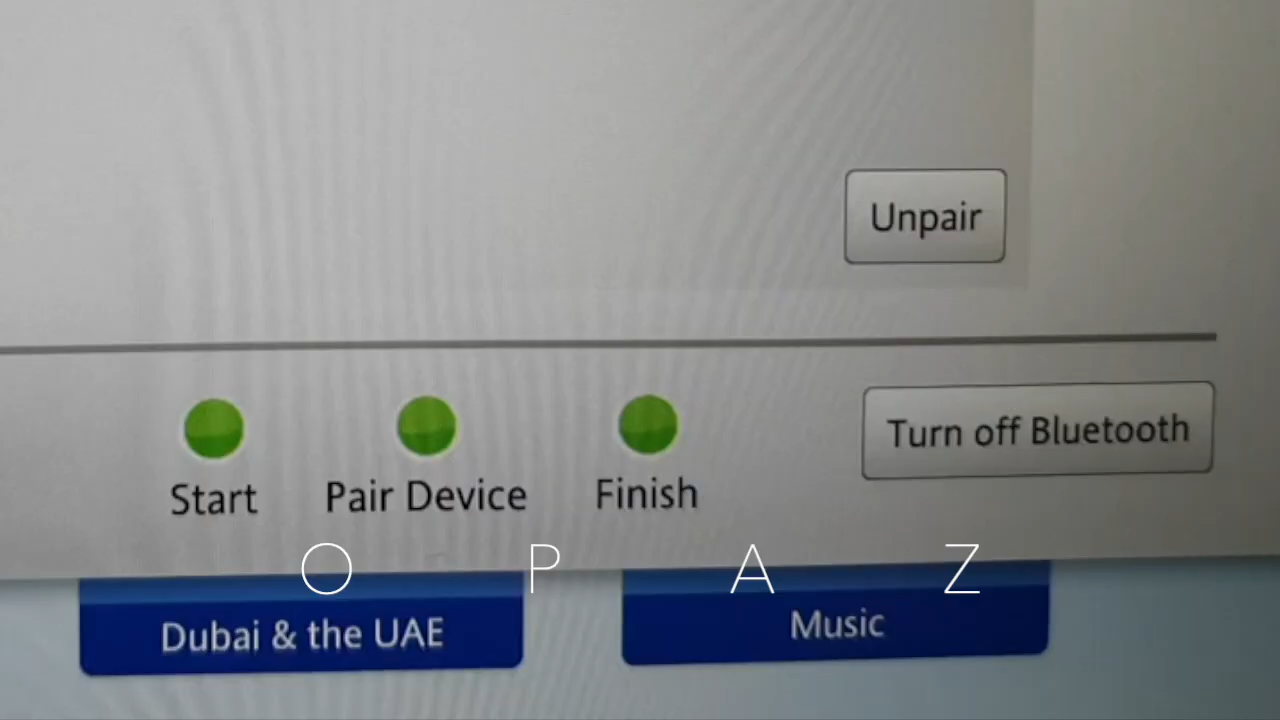 Unpair
Turn off Bluetooth
Start Pair Device Finish
O P A Z
Dubai & the UAE Music